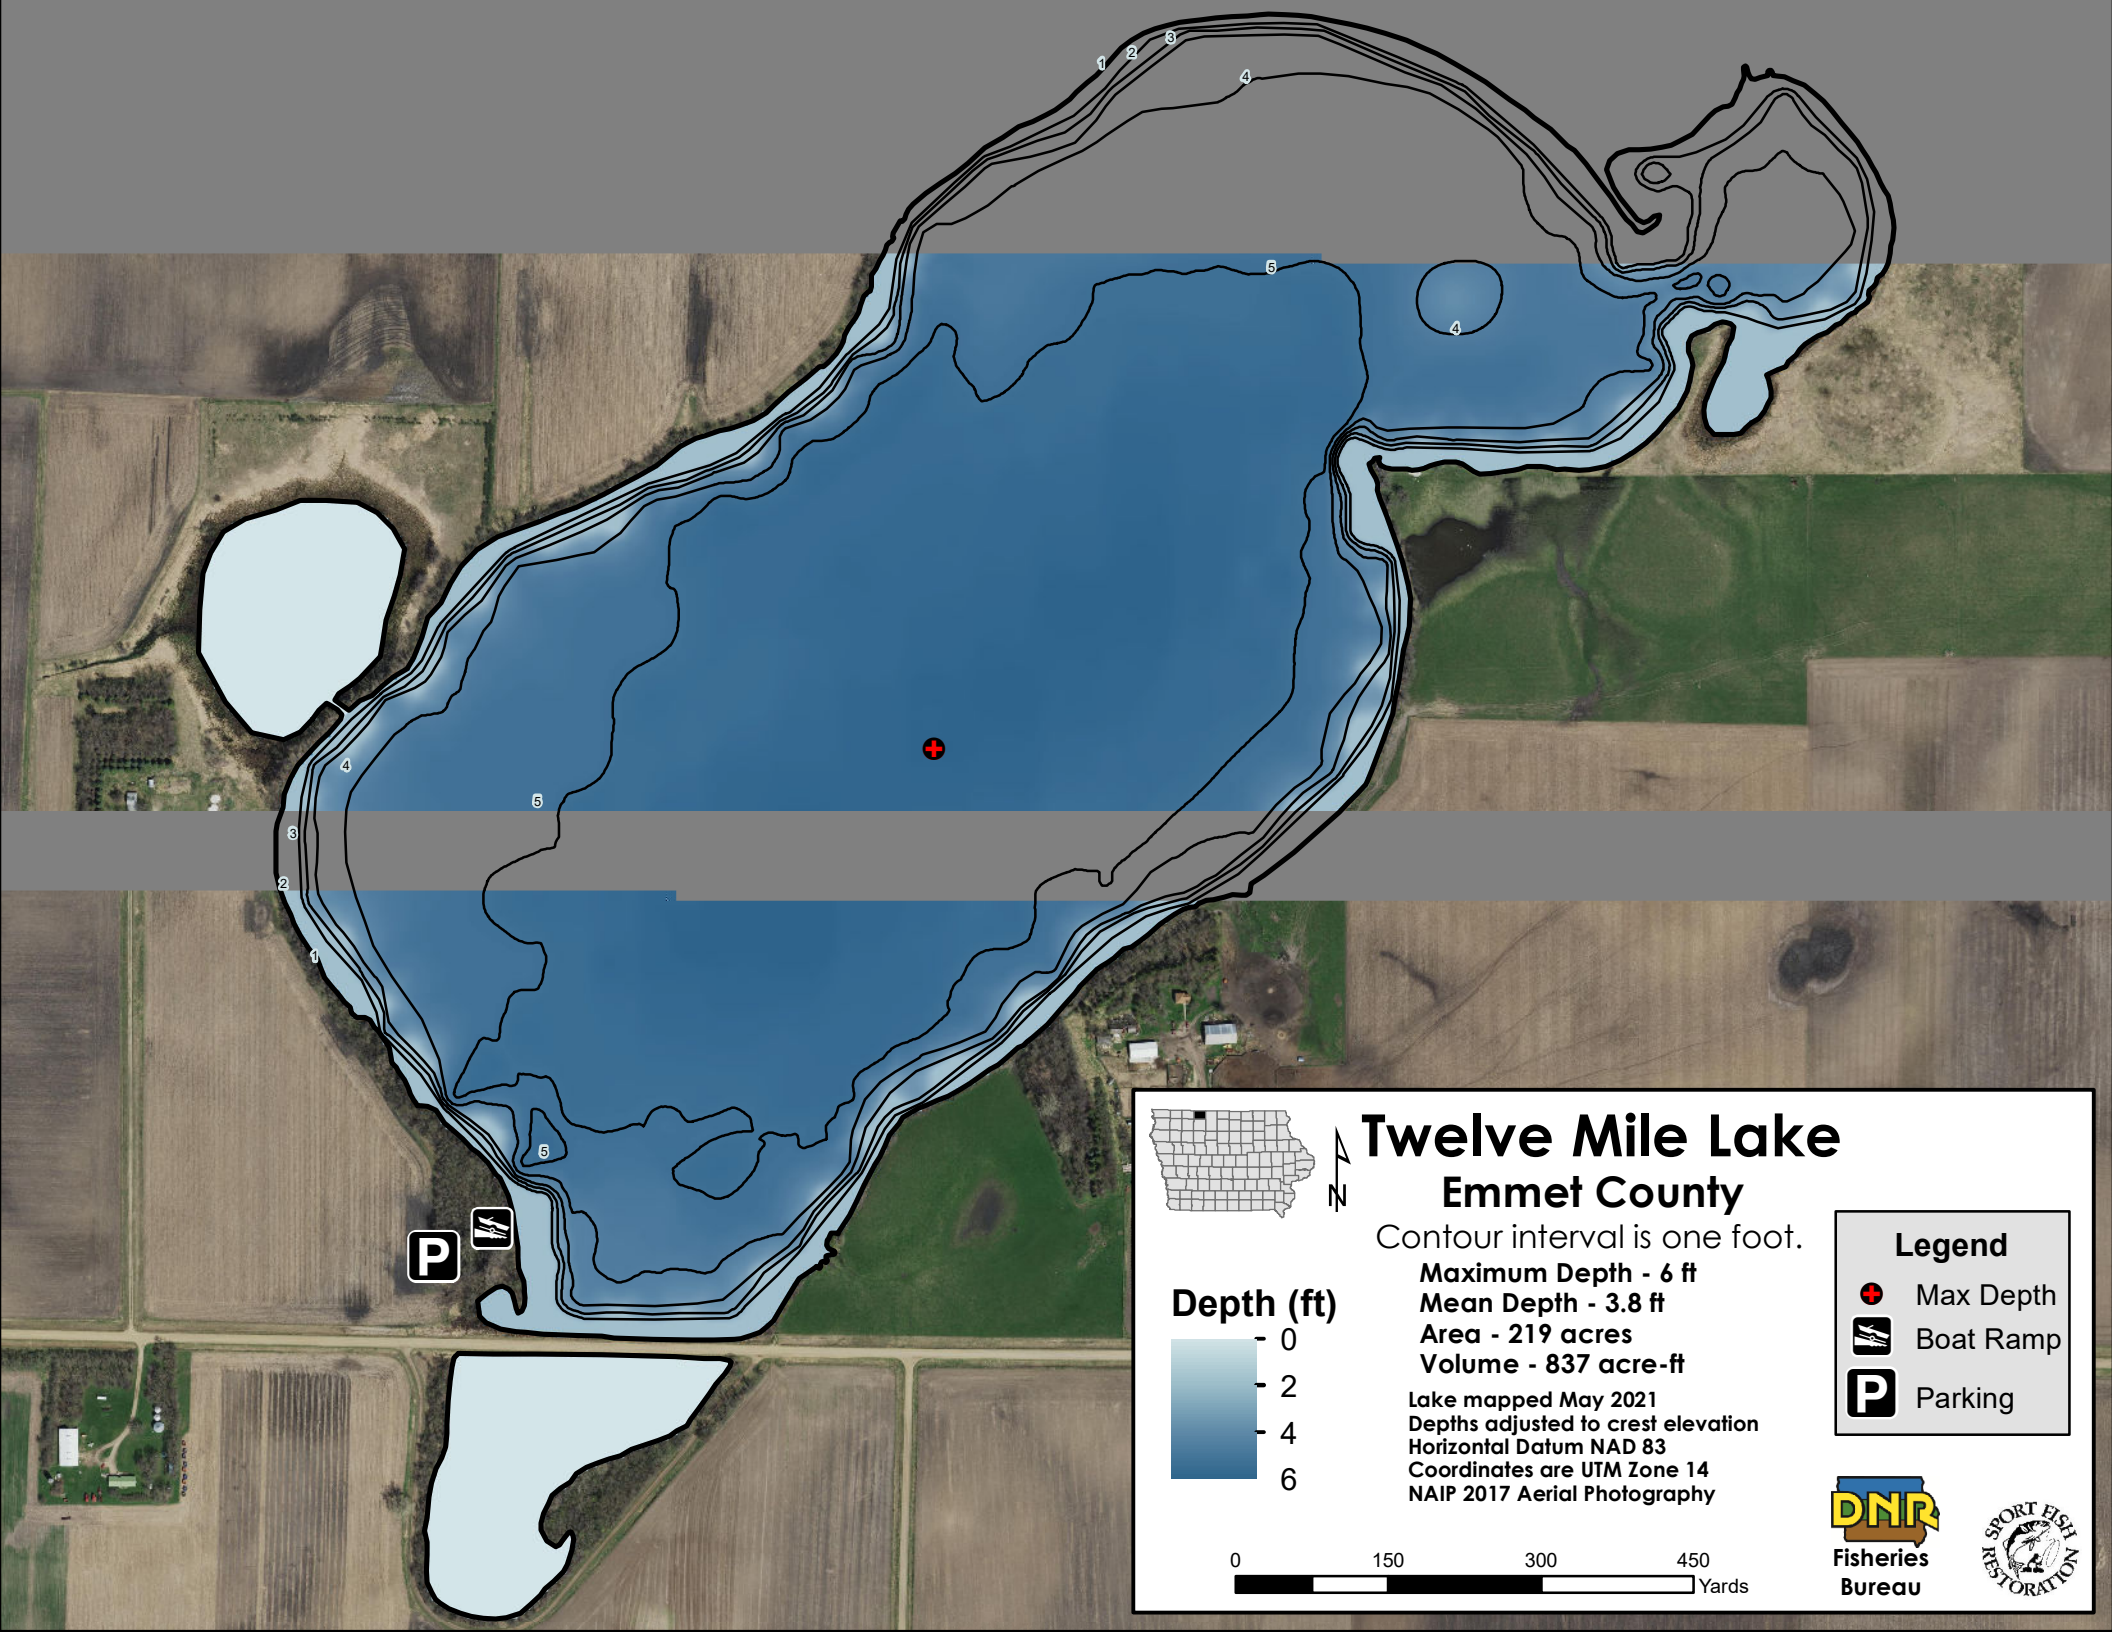 1
2
3
4
5
4
4
5
3
2
1
5
P
Twelve Mile Lake
Emmet County
Contour interval is one foot.
N
Maximum Depth - 6 ft
Mean Depth - 3.8 ft
Area - 219 acres
Volume - 837 acre-ft
Lake mapped May 2021
Depths adjusted to crest elevation
Horizontal Datum NAD 83
Coordinates are UTM Zone 14
NAIP 2017 Aerial Photography
Depth (ft)
0
2
4
6
Legend
Max Depth
Boat Ramp
P Parking
DNR
Fisheries
Bureau
SPORT FISH
RESTORATION
0 150 300 450
Yards